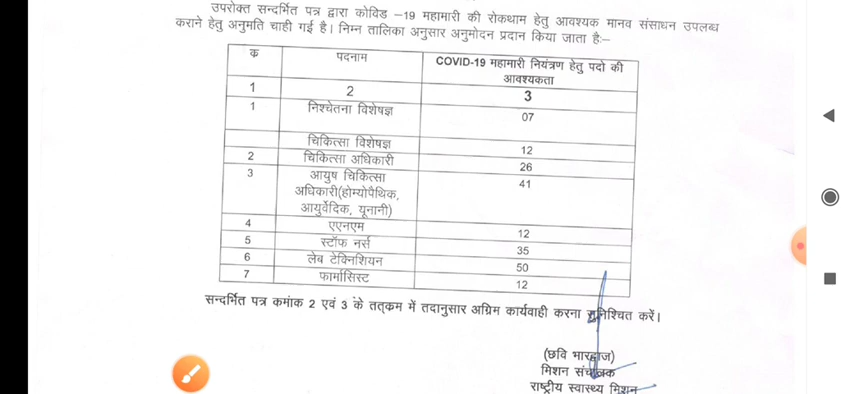 उपरोक्त सन्दर्भित पत्र द्वारा कोविड –19 महामारी की रोकथाम हेतु आवश्यक मानव संसाधन उपलब्ध
कराने हेतु अनुमति चाही गई है। निम्न तालिका अनुसार अनुमोदन प्रदान किया जाता हैः–
क पदनाम COVID-19 महामारी नियंत्रण हेतु पदो की
आवश्यकता
1 2 3
1 निश्चेतना विशेषज्ञ 07
चिकित्सा विशेषज्ञ 12
2 चिकित्सा अधिकारी 26
3 आयुष चिकित्सा 41
अधिकारी(होम्योपैथिक,
आयुर्वेदिक, यूनानी)
4 एएनएम 12
5 स्टॉफ नर्स 35
6 लेब टेक्निशियन 50
7 फार्मासिस्ट 12
सन्दर्भित पत्र कमांक 2 एवं 3 के तत्कम में तदानुसार अग्रिम कार्यवाही करना सुनिश्चित करें।
(छवि भारद्वाज)
मिशन संचालक
राष्ट्रीय स्वास्थ्य मिशन